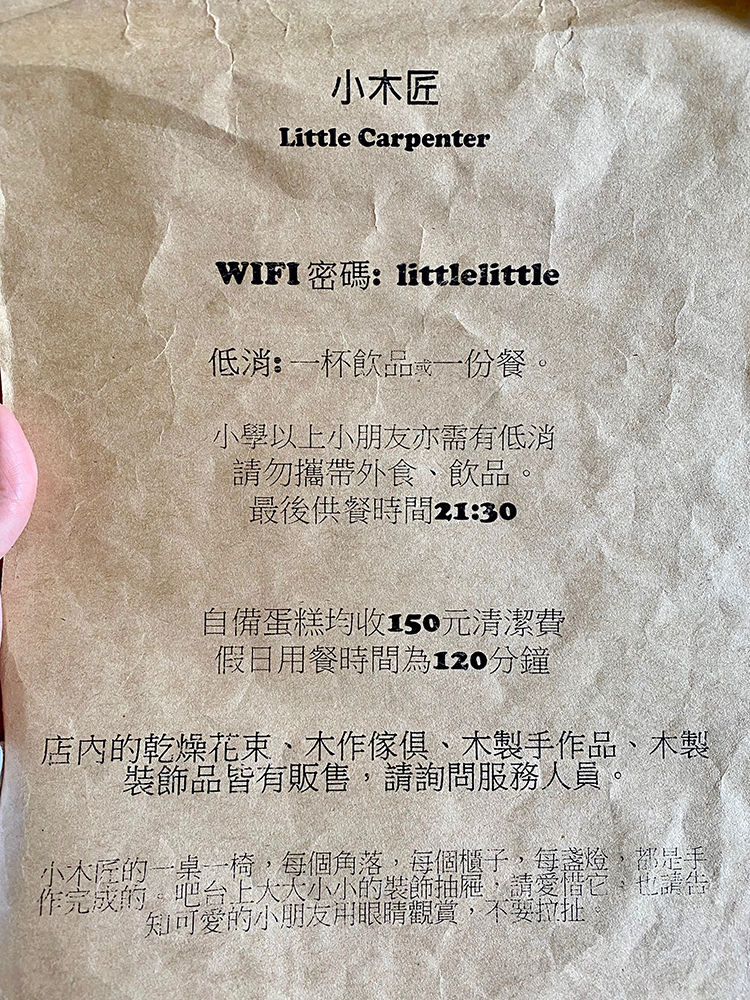 小木匠
Little Carpenter
WIFI 密碼: littlelittle
低消:一杯飲品或一份餐。
小學以上小朋友亦需有低消
請勿攜帶外食、飲品。
最後供餐時間21:30
自備蛋糕均收150元清潔費
假日用餐時間為120分鐘
店內的乾燥花束、木作傢俱、木製手作品、木製
裝飾品皆有販售，請詢問服務人員。
小木匠的一桌一椅，每個角落，每個櫃子，每盞燈，都是手
作完成的。吧台上大大小小的裝飾抽屜，請愛惜它，也請告
知可愛的小朋友用眼睛觀賞，不要拉扯。